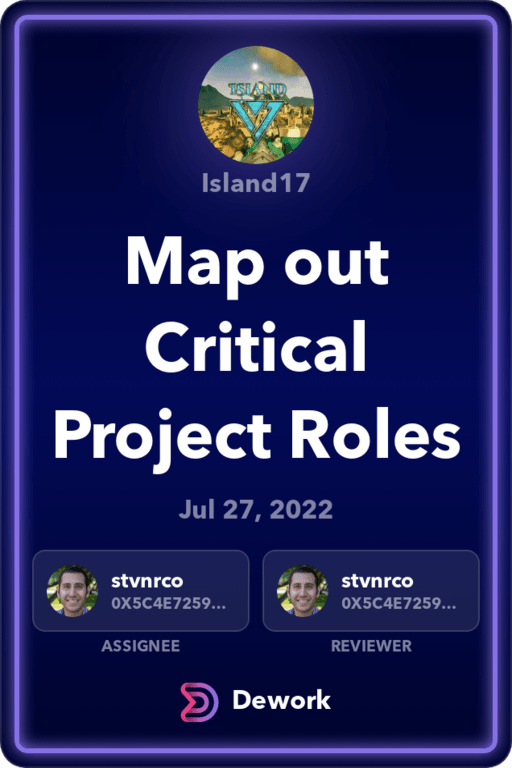 ISLAND
Island17
Map out
Critical
Project Roles
Jul 27, 2022
stvnrco
0X5C4E7259...
stvnrco
0X5C4E7259...
ASSIGNEE
REVIEWER
Dework